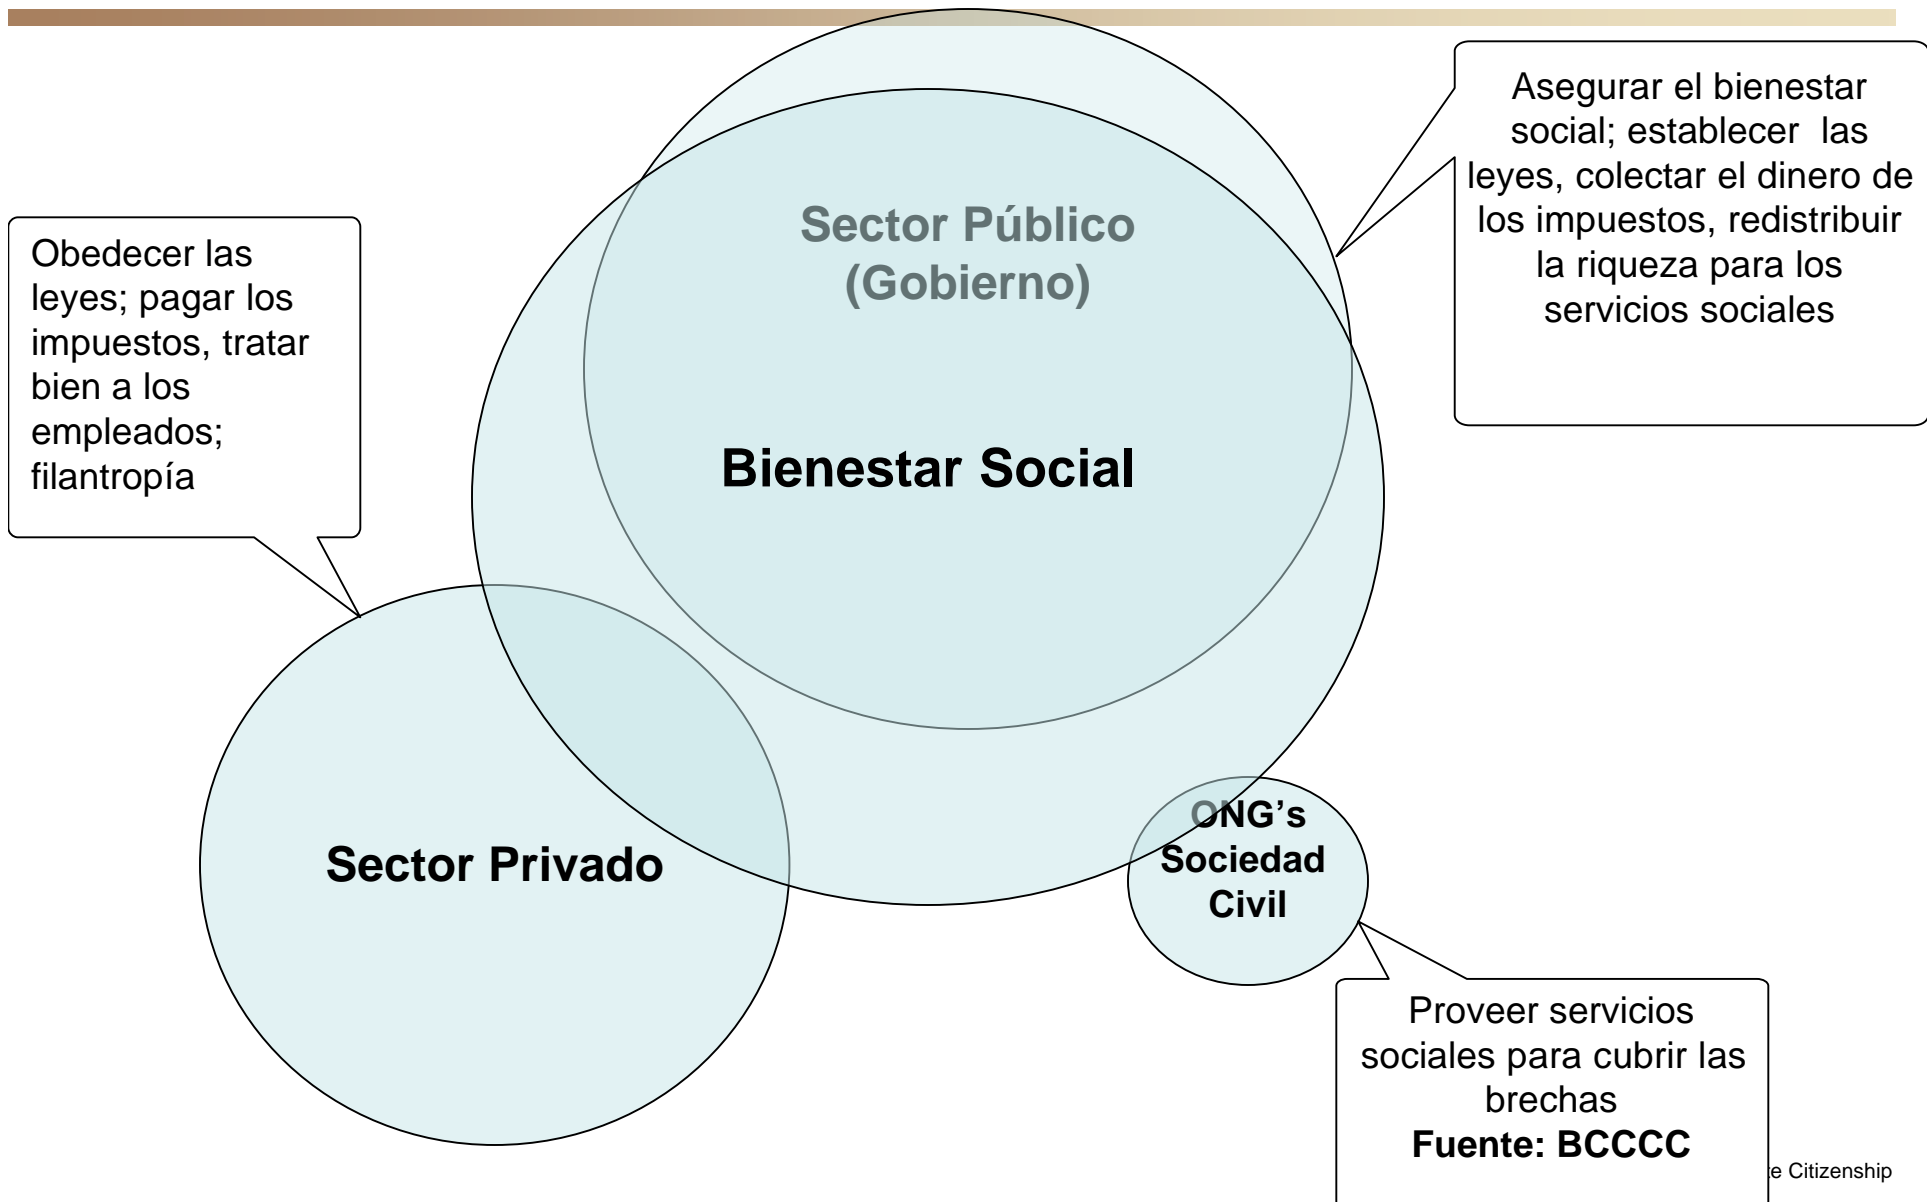 Asegurar el bienestar
social; establecer las
leyes, colectar el dinero de
los impuestos, redistribuir
la riqueza para los
servicios sociales
Sector Público
(Gobierno)
Obedecer las
leyes; pagar los
impuestos, tratar
bien a los
empleados;
filantropía
Bienestar Social
Sector Privado
ONG’s
Sociedad
Civil
Proveer servicios
sociales para cubrir las
brechas
Fuente: BCCCC
Citizenship